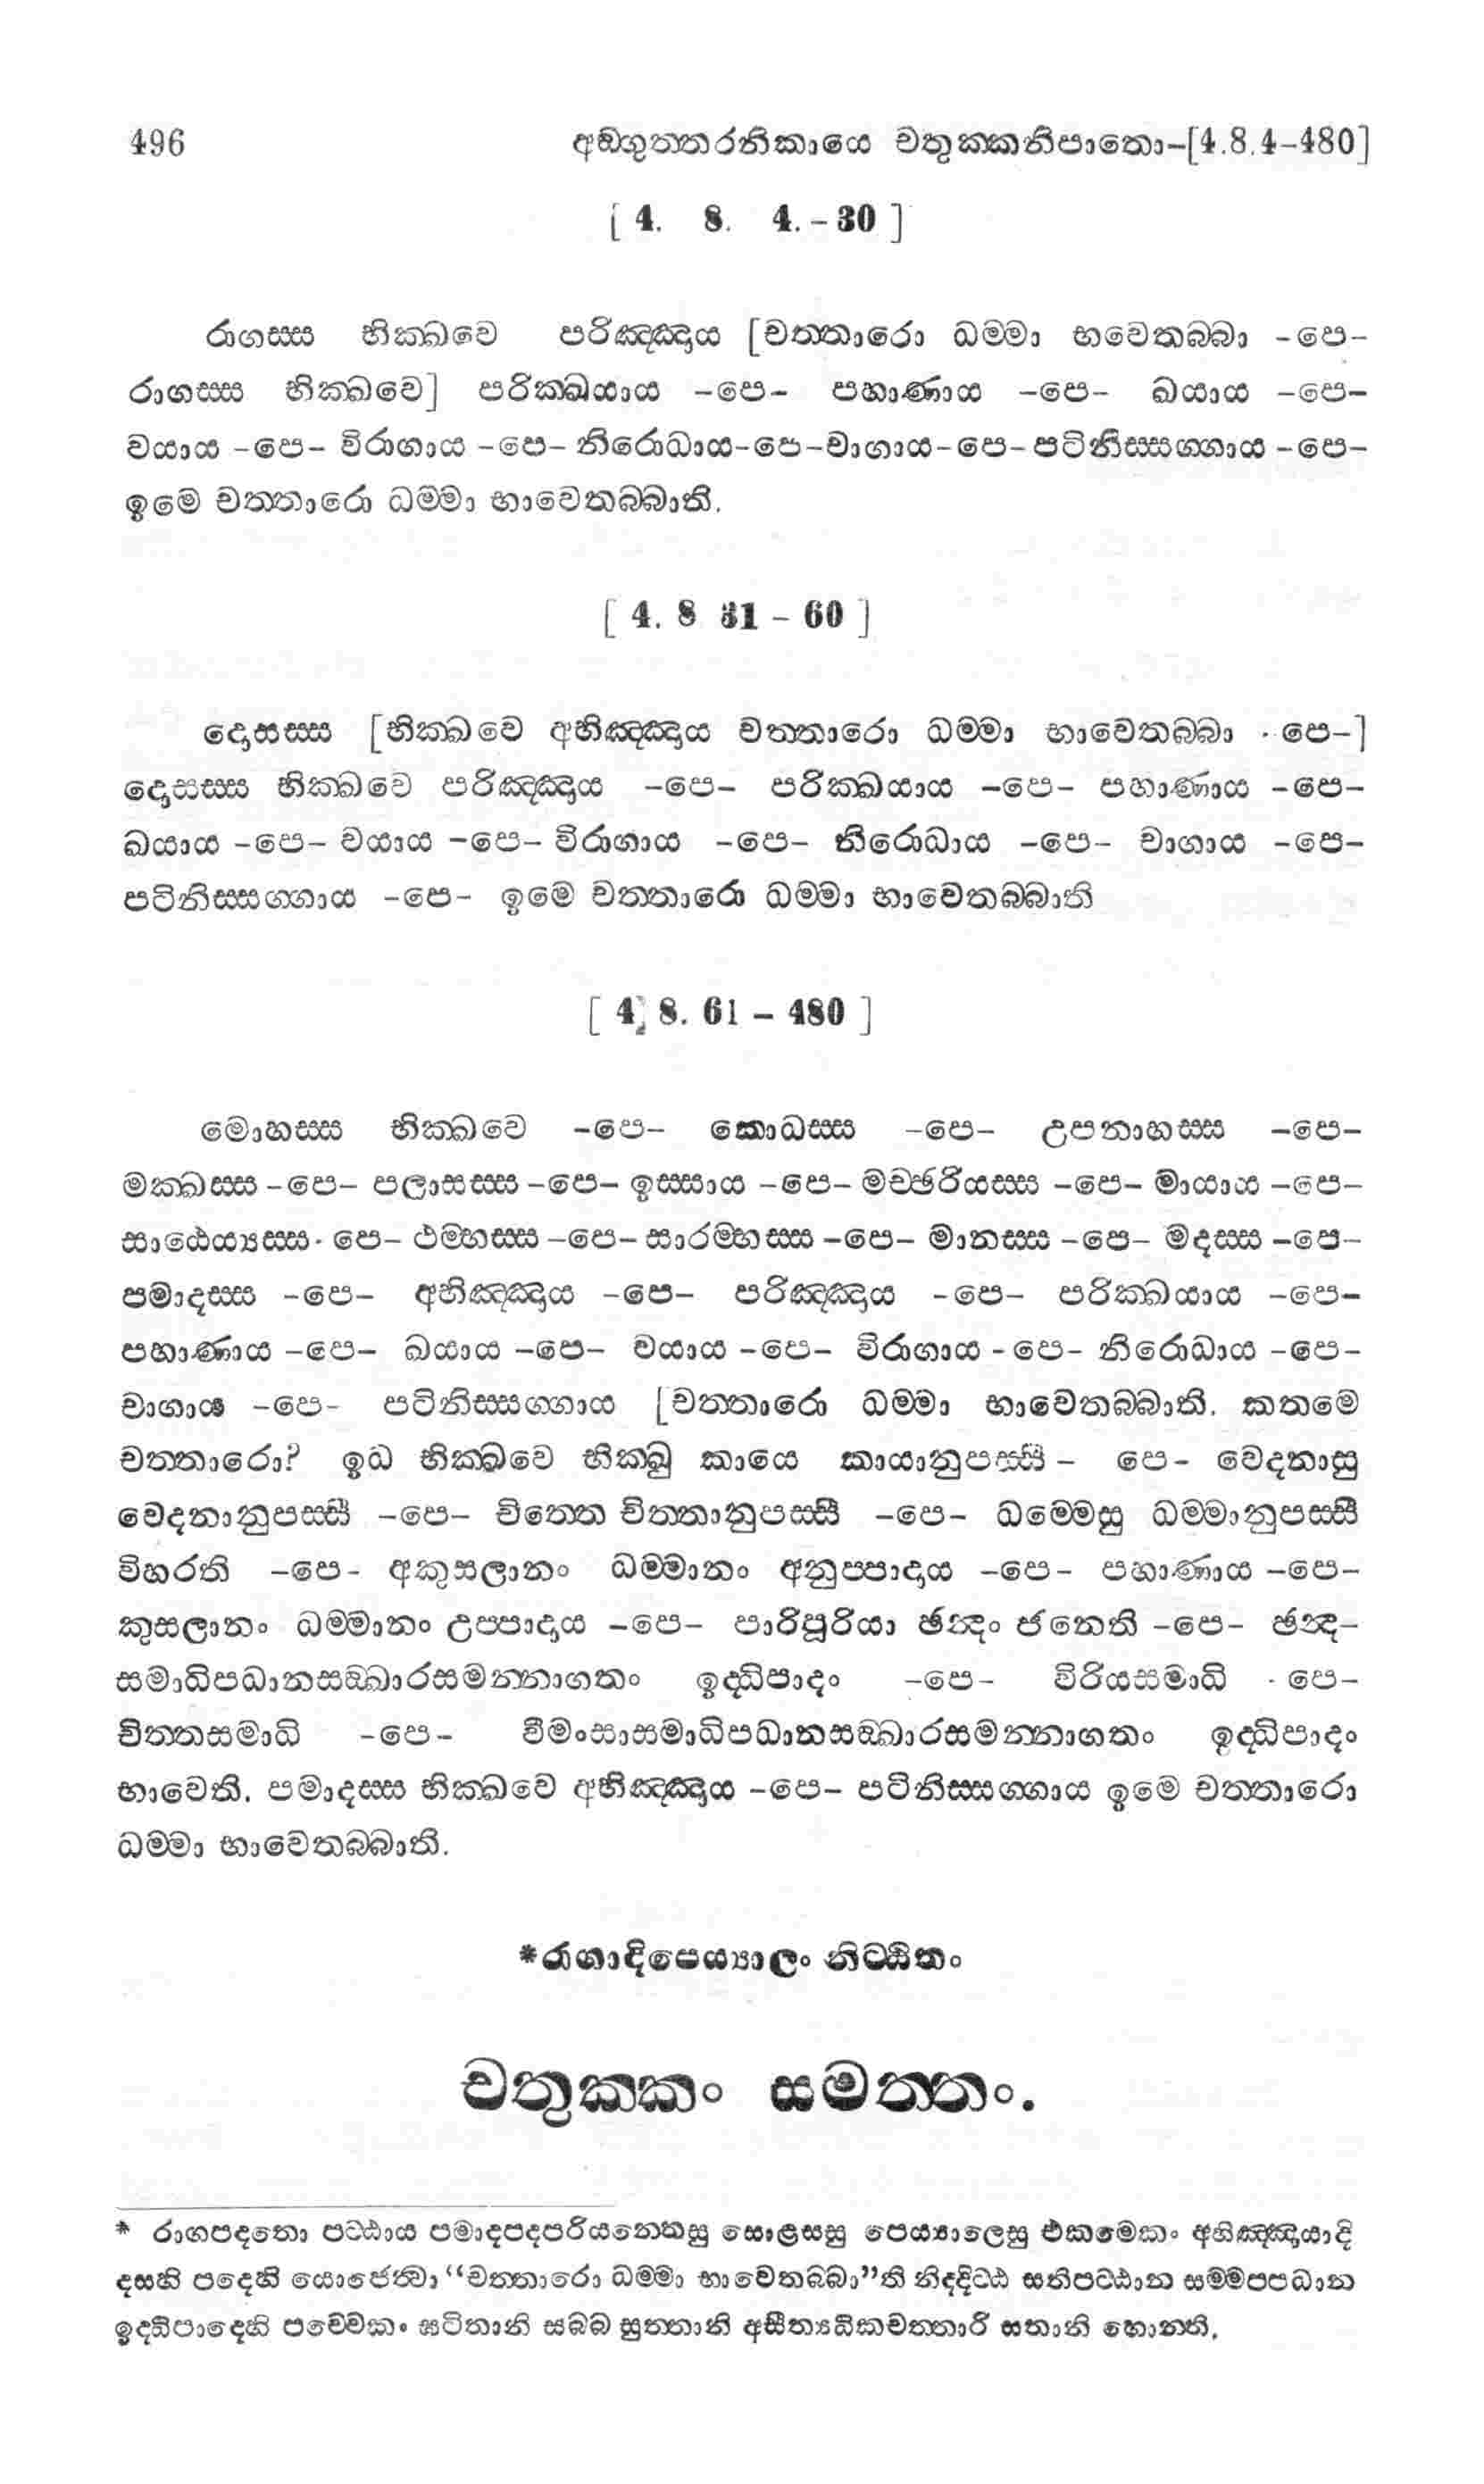 496 අඞ්ගුත්තරනිකායෙ චතුක්කනිපාතො-[4.8.4-480]
[ 4. 8. 4. - 30 ]
රාගස්ස භික්ඛවෙ පරිඤ්ඤාය [චත්තාරො ධම්මා භවෙතබ්බා -පෙ-
රාගස්ස භික්ඛවෙ] පරික්ඛයාය -පෙ- පහාණාය -පෙ- ඛයාය -පෙ-
වයාය -පෙ- විරාගාය -පෙ- නිරොධාය-පෙ-චාගාය-පෙ- පටිනිස්සග්ගාය -පෙ-
ඉමෙ චත්තාරො ධම්මා භාවෙතබ්බාති.
[ 4. 8 31 - 60 ]
දොසස්ස [භික්ඛවෙ අභිඤ්ඤාය චත්තාරො ධම්මා භාවෙතබ්බා - පෙ-]
දොසස්ස භික්ඛවෙ පරිඤ්ඤාය -පෙ- පරික්ඛයාය -පෙ- පහාණාය -පෙ-
ඛයාය -පෙ- වයාය -පෙ- විරාගාය -පෙ- නිරොධාය -පෙ- චාගාය -පෙ-
පටිනිස්සග්ගාය -පෙ- ඉමෙ චත්තාරො ධම්මා භාවෙතබ්බාති
[ 4. 8. 61 - 480 ]
මොහස්ස භික්ඛවෙ -පෙ- කොධස්ස -පෙ- උපනාහස්ස -පෙ-
මක්ඛස්ස -පෙ- පලාසස්ස -පෙ- ඉස්සාය -පෙ- මච්ඡරියස්ස -පෙ- මායාය -පෙ-
සාඨෙය්‍යස්ස - පෙ- ථම්භස්ස -පෙ- සාරම්භස්ස -පෙ- මානස්ස -පෙ- මදස්ස -පෙ-
පමාදස්ස -පෙ- අභිඤ්ඤාය -පෙ- පරිඤ්ඤාය -පෙ- පරික්ඛයාය -පෙ-
පහාණාය -පෙ- ඛයාය -පෙ- වයාය -පෙ- විරාගාය - පෙ- නිරොධාය -පෙ-
චාගාය -පෙ- පටිනිස්සග්ගාය [චත්තාරො ධම්මා භාවෙතබ්බාති. කතමෙ
චත්තාරො? ඉධ භික්ඛවෙ භික්ඛු කායෙ කායානුපස්සී - පෙ- වෙදනාසු
වෙදනානුපස්සී -පෙ- චිත්තෙ චිත්තානුපස්සී -පෙ- ධම්මෙසු ධම්මානුපස්සී
විහරති -පෙ- අකුසලානං ධම්මානං අනුප්පාදාය -පෙ- පහාණාය -පෙ-
කුසලානං ධම්මානං උප්පාදාය -පෙ- පාරිපූරියා ඡන්දං ජනෙති -පෙ- ඡන්ද-
සමාධිපධානසඞ්ඛාරසමන්නාගතං ඉද්ධිපාදං -පෙ- විරියසමාධි - පෙ-
චිත්තසමාධි -පෙ- වීමංසාසමාධිපධානසඞ්ඛාරසමන්නාගතං ඉද්ධිපාදං
භාවෙති. පමාදස්ස භික්ඛවෙ අභිඤ්ඤාය -පෙ- පටිනිස්සග්ගාය ඉමෙ චත්තාරො
ධම්මා භාවෙතබ්බාති.
*රාගාදිපෙය්‍යාලං නිට්ඨිතං
චතුක්කං සමත්තං.
* රාගපදතො පට්ඨාය පමාදපදපරියන්තෙසු සොළසසු පෙය්‍යාලෙසු එකමෙකං අභිඤ්ඤායාදි
දසහි පදෙහි යොජෙත්‍වා “චත්තාරො ධම්මා භාවෙතබ්බා”ති නිද්දිට්ඨ සතිපට්ඨාන සම්මප්පධාන
ඉද්ධිපාදෙහි පච්චෙකං ඝටිතානි සබ්බ සුත්තානි අසීත්‍යධිකචත්තාරි සතානි හොන්ති.